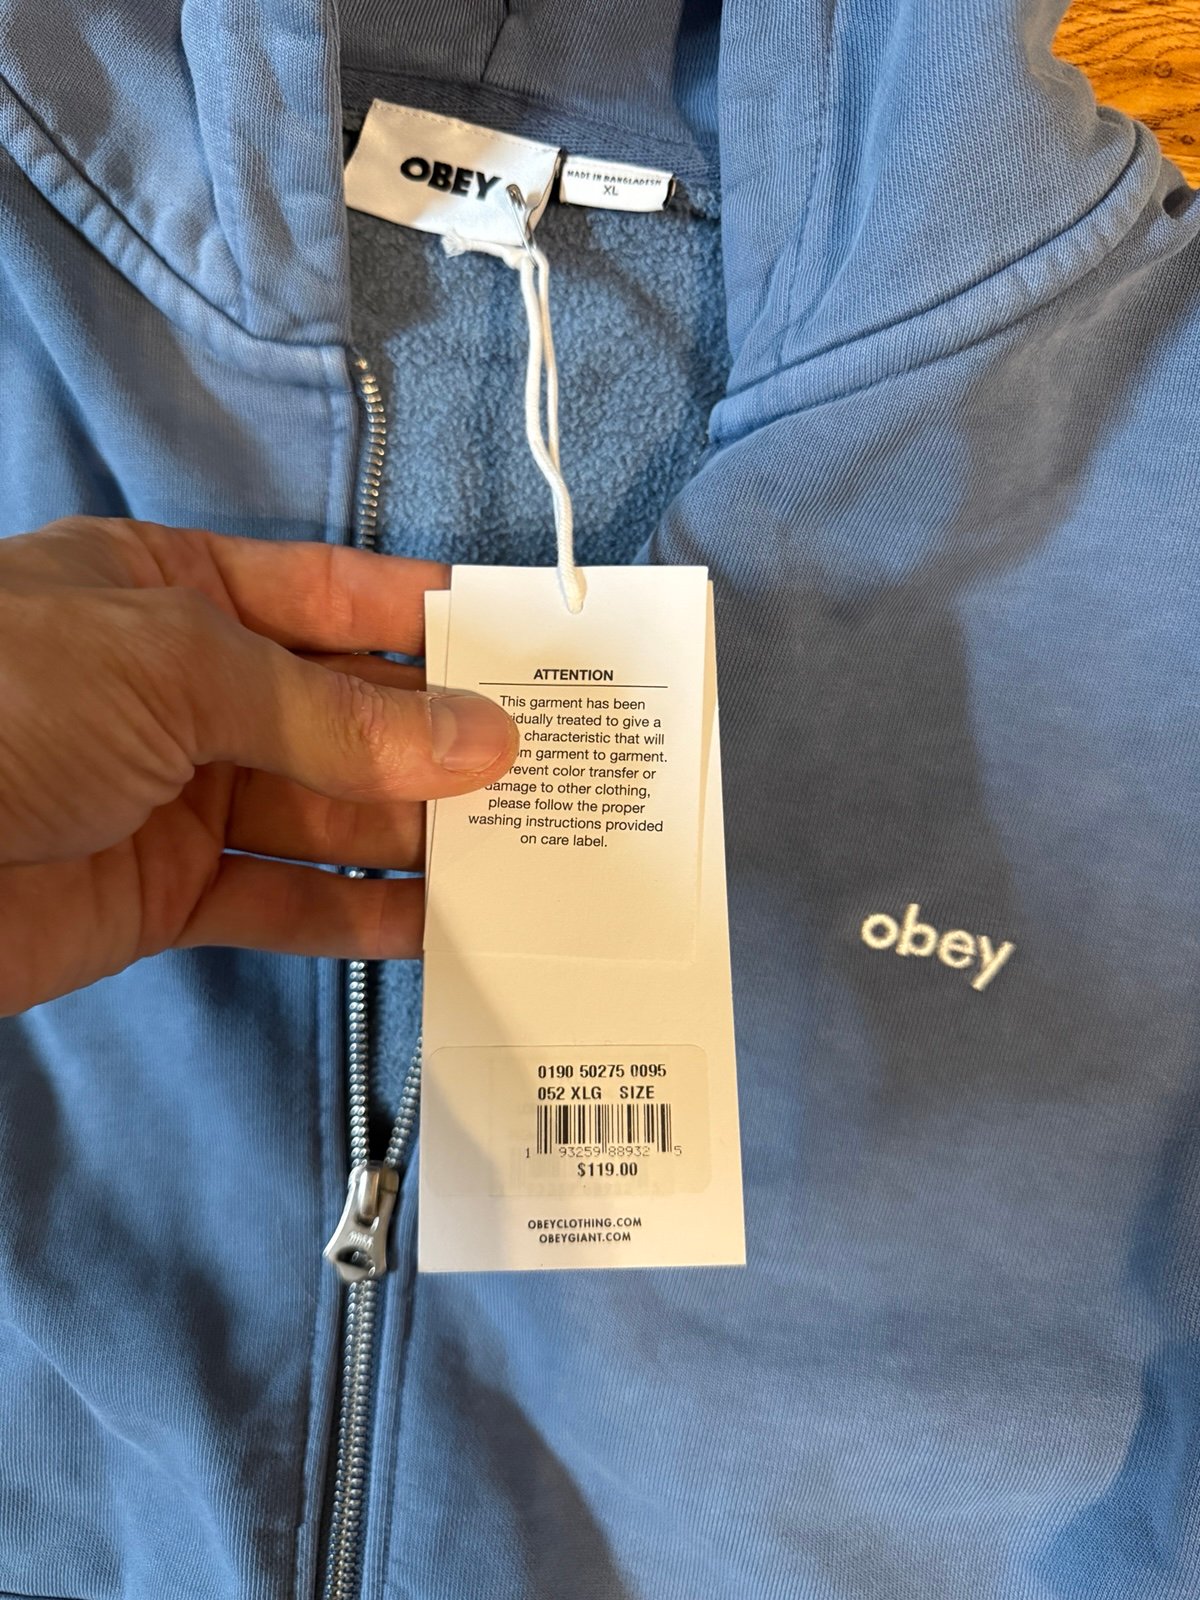 OBEY
MADE IN BANGLADESH
XL
ATTENTION
This garment has been
idually treated to give a
characteristic that will
m garment to garment.
revent color transfer or
damage to other clothing,
please follow the proper
washing instructions provided
on care label.
obey
0190 50275 0095
052 XLG SIZE
1 93259 88932 5
$119.00
OBEYCLOTHING.COM
OBEYGIANT.COM